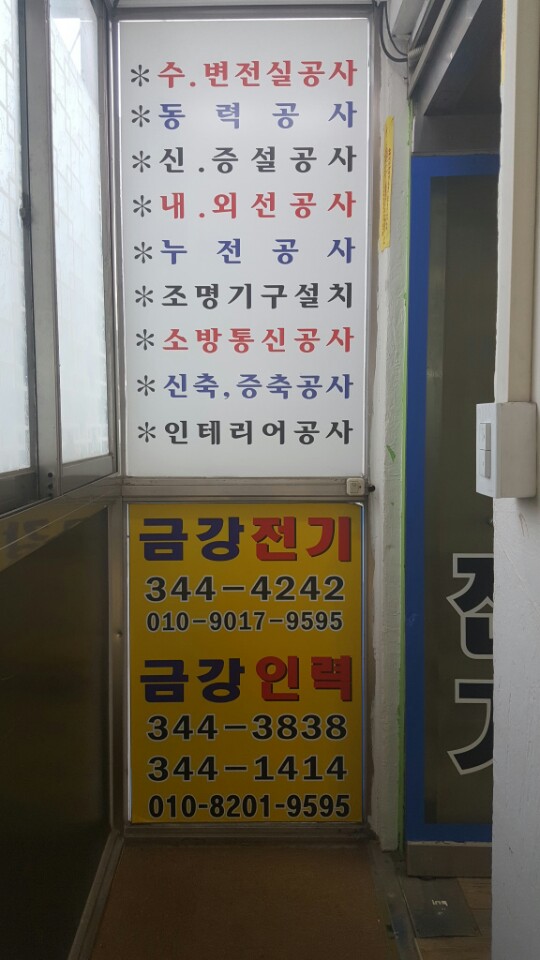 *수.변전실공사
*동력공사
*신.증설공사
*내.외선공사
*누전공사
*조명기구설치
*소방통신공사
*신축,증축공사
*인테리어공사
금강전기
344-4242
010-9017-9595
금강인력
344-3838
344-1414
010-8201-9595
전
기